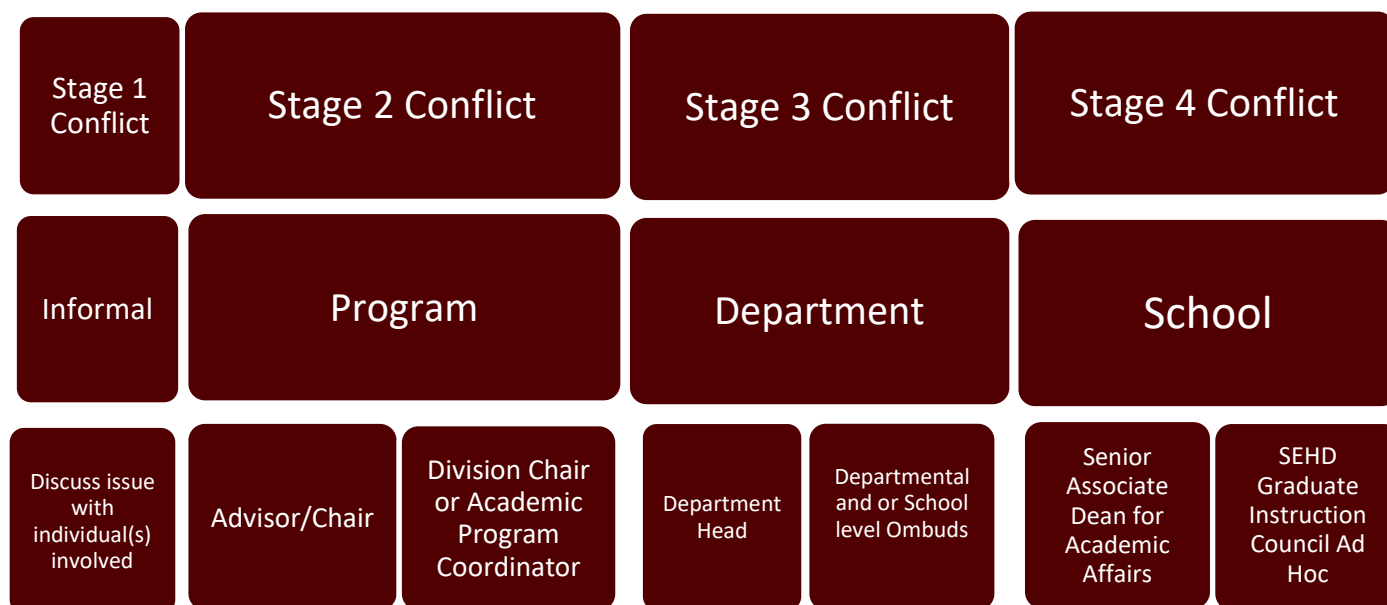 Stage 1
Conflict
Stage 2 Conflict
Stage 3 Conflict
Stage 4 Conflict
Informal
Program
Department
School
Discuss issue
with
individual(s)
involved
Advisor/Chair
Division Chair
or Academic
Program
Coordinator
Department
Head
Departmental
and or School
level Ombuds
Senior
Associate
Dean for
Academic
Affairs
SEHD
Graduate
Instruction
Council Ad
Hoc